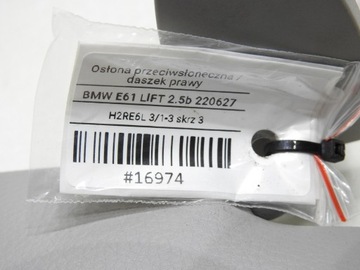 Osłona przeciwsłoneczna /
daszek prawy
BMW E61 LIFT 2.5b 220627
H2RE6L 3/1-3 skrz 3
#16974